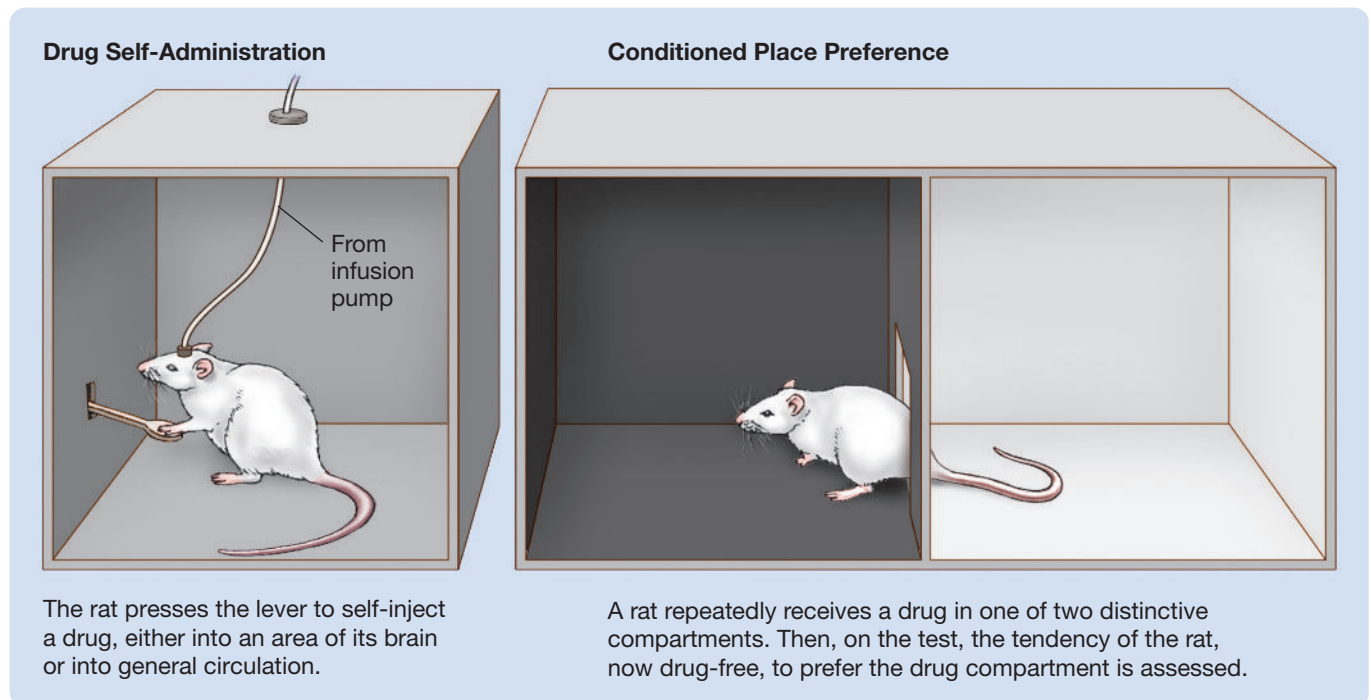 Drug Self-Administration
Conditioned Place Preference
From
infusion
pump
The rat presses the lever to self-inject
a drug, either into an area of its brain
or into general circulation.
A rat repeatedly receives a drug in one of two distinctive
compartments. Then, on the test, the tendency of the rat,
now drug-free, to prefer the drug compartment is assessed.